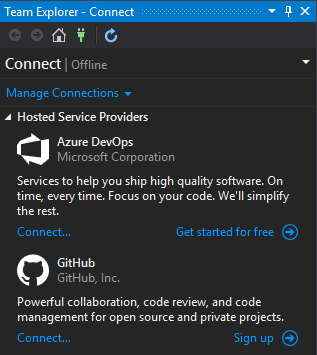 Team Explorer - Connect
Connect | Offline
Manage Connections
Hosted Service Providers
Azure DevOps
Microsoft Corporation
Services to help you ship high quality software. On
time, every time. Focus on your code. We'll simplify
the rest.
Connect... Get started for free
GitHub
GitHub, Inc.
Powerful collaboration, code review, and code
management for open source and private projects.
Connect... Sign up